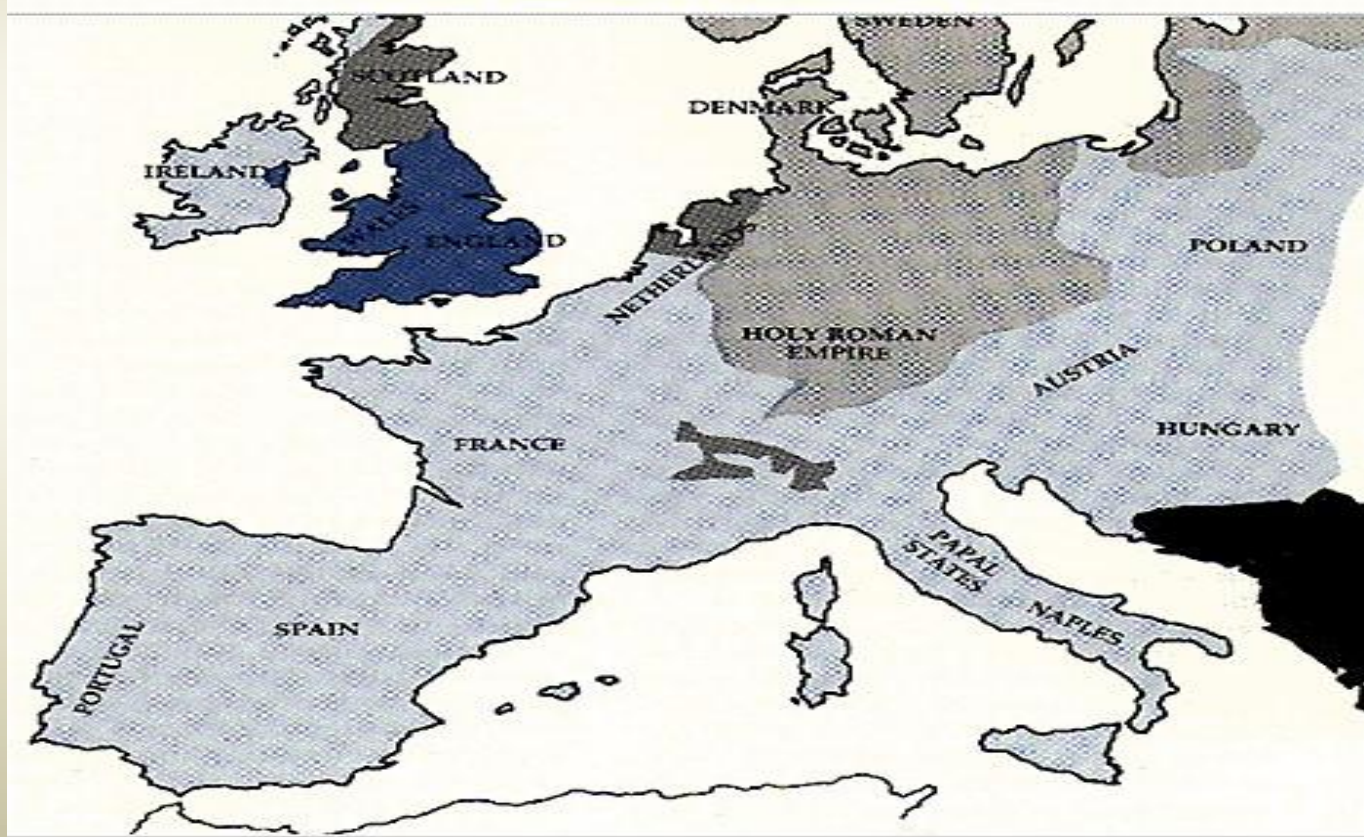 SWEDEN
SCOTLAND
DENMARK
IRELAND
WALES
ENGLAND
POLAND
NETHERLANDS
HOLY ROMAN
EMPIRE
AUSTRIA
FRANCE
HUNGARY
PAPAL
STATES
NAPLES
SPAIN
PORTUGAL